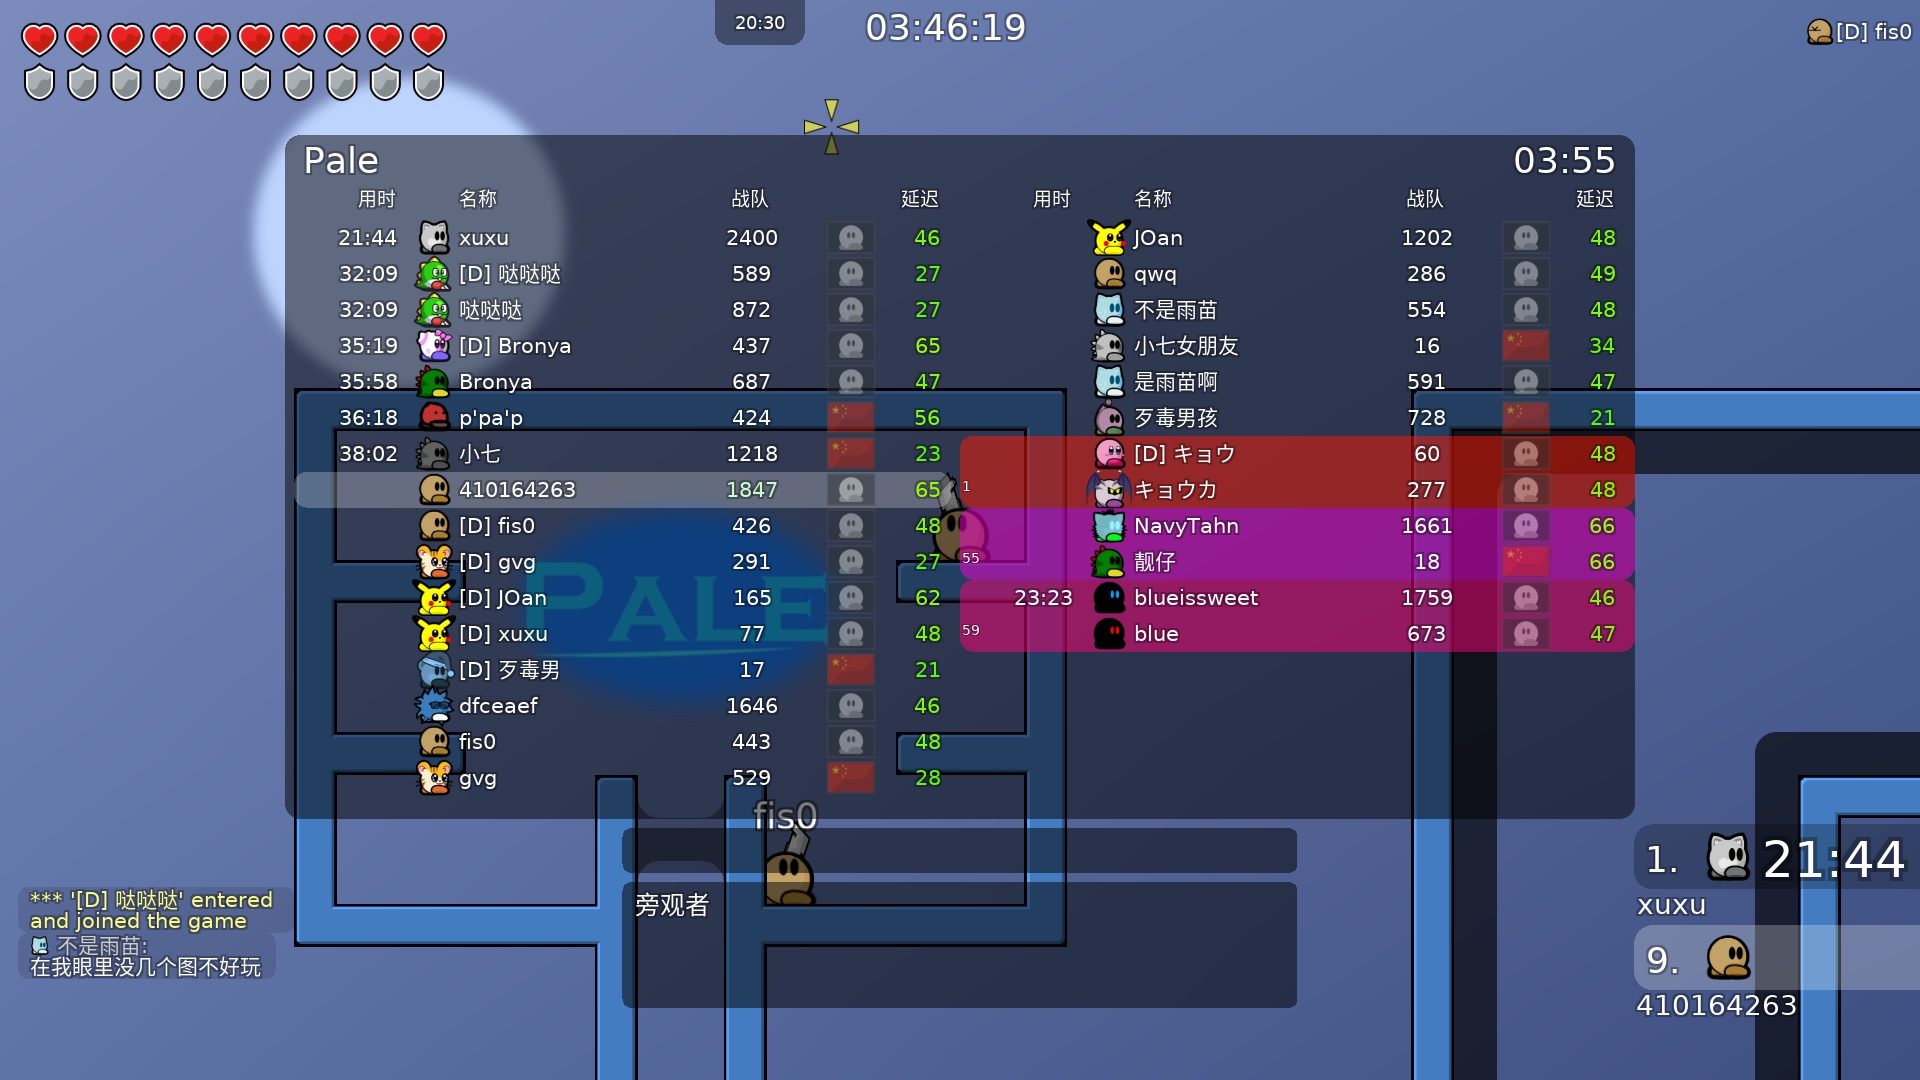 20:30
03:46:19
[D] fis0
Pale
03:55
用时 名称 战队 延迟 用时 名称 战队 延迟
21:44 xuxu 2400 46
32:09 [D] 哒哒哒 589 27
32:09 哒哒哒 872 27
35:19 [D] Bronya 437 65
35:58 Bronya 687 47
36:18 p'pa'p 424 56
38:02 小七 1218 23
410164263 1847 65
[D] fis0 426 48
[D] gvg 291 27
[D] JOan 165 62
[D] xuxu 77 48
[D] 歹毒男 17 21
dfceaef 1646 46
fis0 443 48
gvg 529 28
JOan 1202 48
qwq 286 49
不是雨苗 554 48
小七女朋友 16 34
是雨苗啊 591 47
歹毒男孩 728 21
[D] キョウ 60 48
1 キョウカ 277 48
NavyTahn 1661 66
55 靓仔 18 66
23:23 blueissweet 1759 46
59 blue 673 47
PALE
fis0
旁观者
*** '[D] 哒哒哒' entered
and joined the game
不是雨苗:
在我眼里没几个图不好玩
1. 21:44
xuxu
9.
410164263